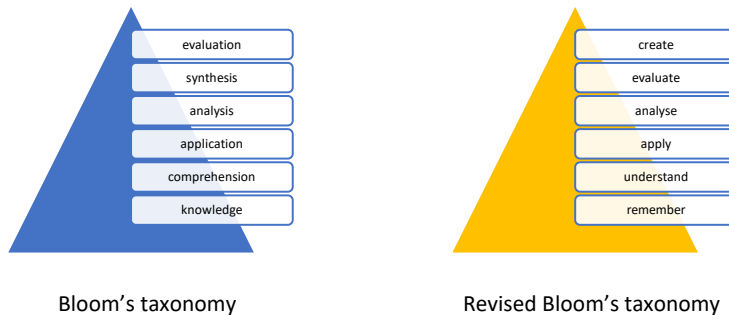 evaluation
synthesis
analysis
application
comprehension
knowledge
Bloom’s taxonomy
create
evaluate
analyse
apply
understand
remember
Revised Bloom’s taxonomy